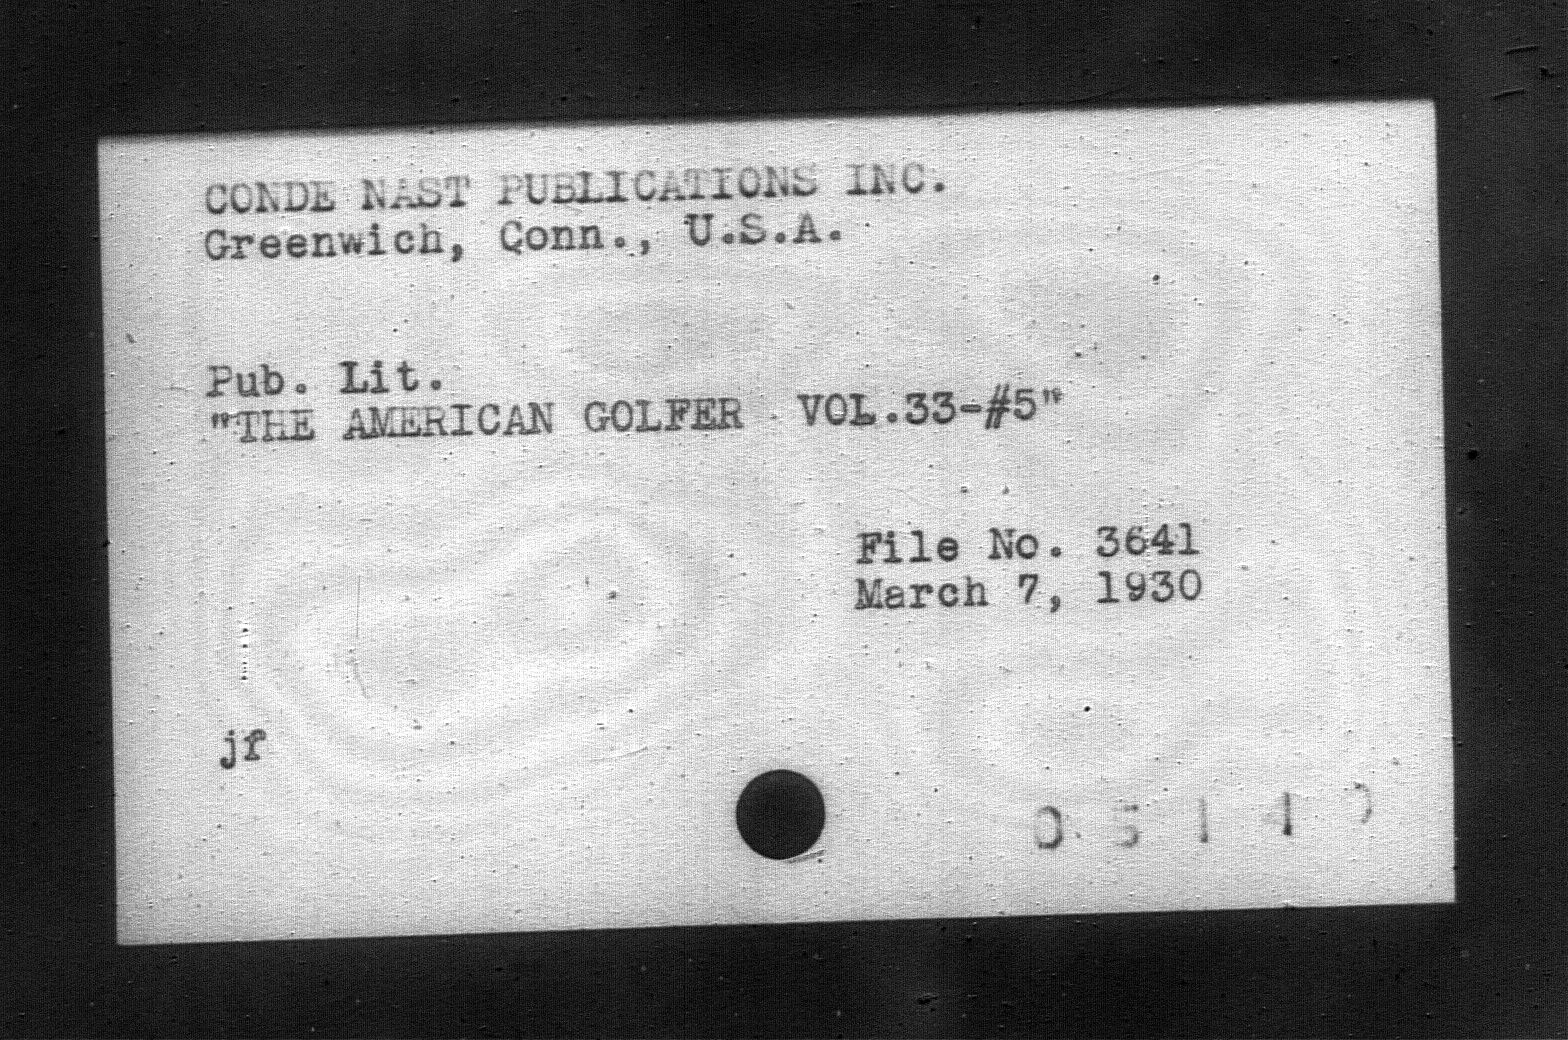 CONDE NAST PUBLICATIONS INC.
Greenwich, Conn., U.S.A.
Pub. Lit.
"THE AMERICAN GOLFER VOL.33-#5"
File No. 3641
March 7, 1930
jf